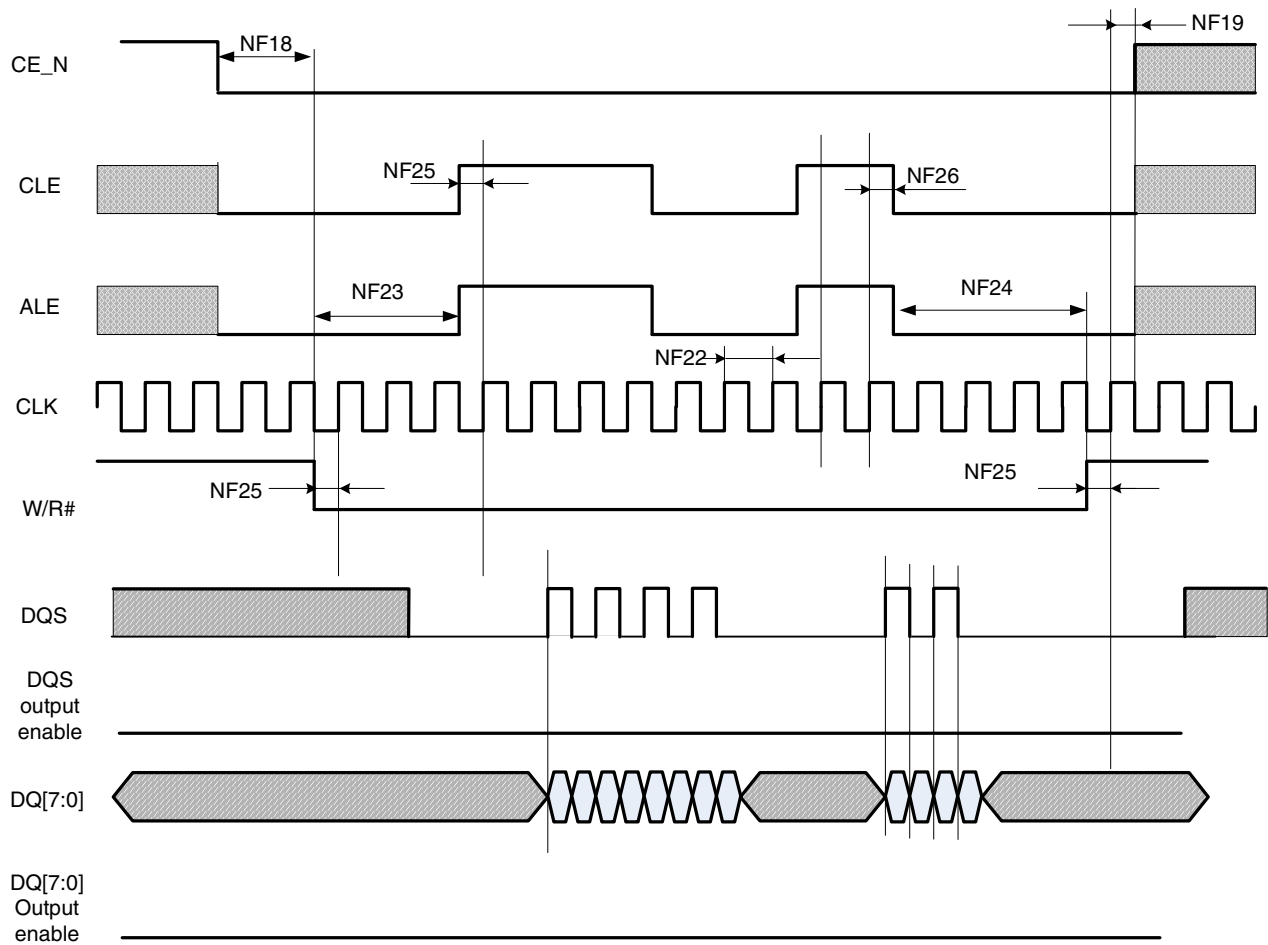 NF19
NF18
CE_N
NF25
NF26
CLE
NF23
NF24
ALE
NF22
CLK
NF25
NF25
W/R#
DQS
DQS
output
enable
DQ[7:0]
DQ[7:0]
Output
enable